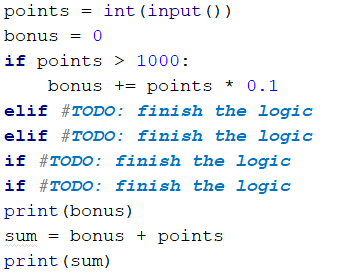 points = int(input())
bonus = 0
if points > 1000:
    bonus += points * 0.1
elif #TODO: finish the logic
elif #TODO: finish the logic
if #TODO: finish the logic
if #TODO: finish the logic
print(bonus)
sum = bonus + points
print(sum)